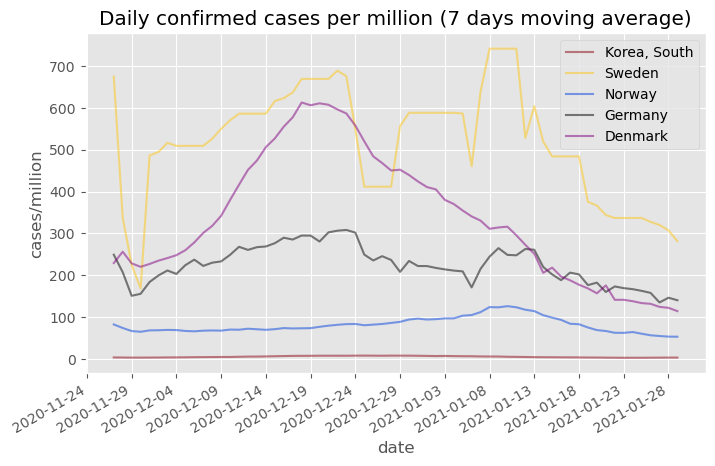 Daily confirmed cases per million (7 days moving average)
Korea, South
Sweden
Norway
Germany
Denmark
cases/million
700
600
500
400
300
200
100
0
2020-11-24
2020-11-29
2020-12-04
2020-12-09
2020-12-14
2020-12-19
2020-12-24
2020-12-29
2021-01-03
2021-01-08
2021-01-13
2021-01-18
2021-01-23
2021-01-28
date